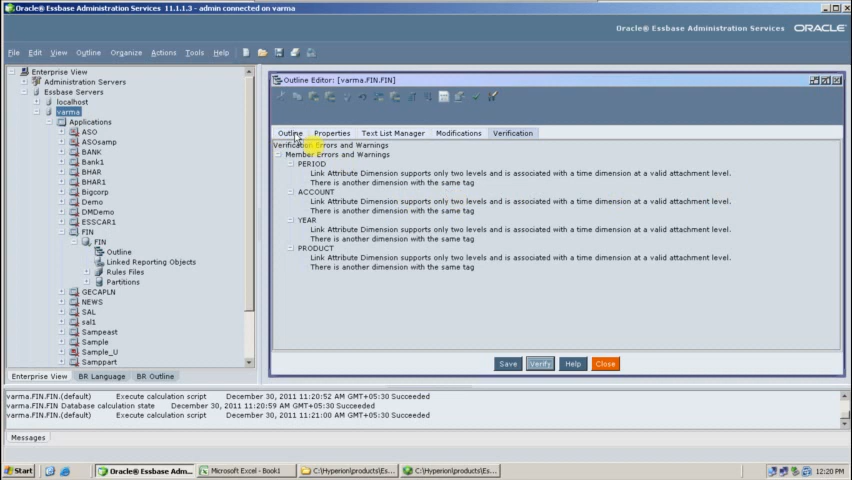 Oracle® Essbase Administration Services 11.1.1.3 - admin connected on varma
Oracle® Essbase Administration Services ORACLE
File Edit View Outline Organize Actions Tools Help
Enterprise View
Administration Servers
Essbase Servers
localhost
varma
Applications
ASO
ASOsamp
BANK
Bank1
BHAR
BHAR1
Bigcorp
Demo
DMDemo
ESSCAR1
FIN
FIN
Outline
Linked Reporting Objects
Rules Files
Partitions
GECAPLN
NEWS
SAL
sal1
Sampeast
Sample
Sample_U
Samppart
Enterprise View BR Language BR Outline
Outline Editor: [varma.FIN.FIN]
Outline Properties Text List Manager Modifications Verification
Verification Errors and Warnings
Member Errors and Warnings
PERIOD
Link Attribute Dimension supports only two levels and is associated with a time dimension at a valid attachment level.
There is another dimension with the same tag
ACCOUNT
Link Attribute Dimension supports only two levels and is associated with a time dimension at a valid attachment level.
There is another dimension with the same tag
YEAR
Link Attribute Dimension supports only two levels and is associated with a time dimension at a valid attachment level.
There is another dimension with the same tag
PRODUCT
Link Attribute Dimension supports only two levels and is associated with a time dimension at a valid attachment level.
There is another dimension with the same tag
Save Verify Help Close
varma.FIN.FIN.(default) Execute calculation script December 30, 2011 11:20:52 AM GMT+05:30 Succeeded
varma.FIN.FIN Database calculation state December 30, 2011 11:20:59 AM GMT+05:30 Succeeded
varma.FIN.FIN.(default) Execute calculation script December 30, 2011 11:21:00 AM GMT+05:30 Succeeded
Messages
Start Oracle® Essbase Adm... Microsoft Excel - Book1 C:\Hyperion\products\Es... C:\Hyperion\products\Es... 12:20 PM